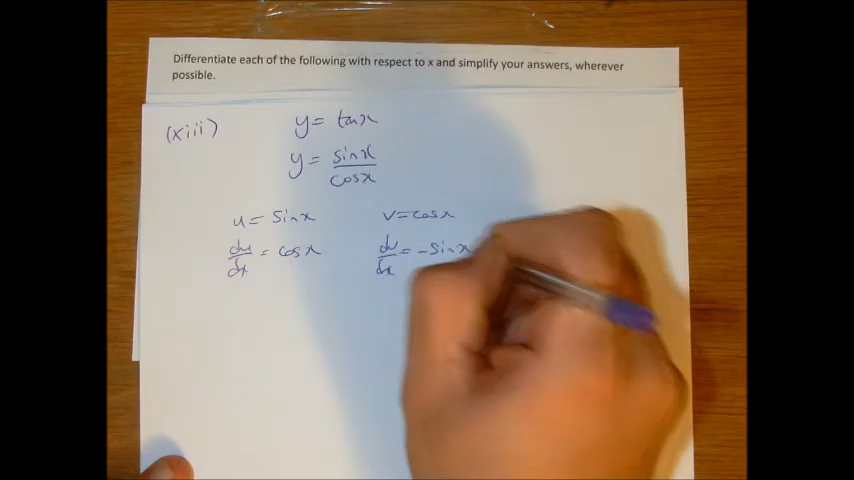 Differentiate each of the following with respect to x and simplify your answers, wherever
possible.
(xiii) y = tanx
y = sinx/cosx
u = sinx v = cosx
du/dx = cosx dv/dx = -sinx